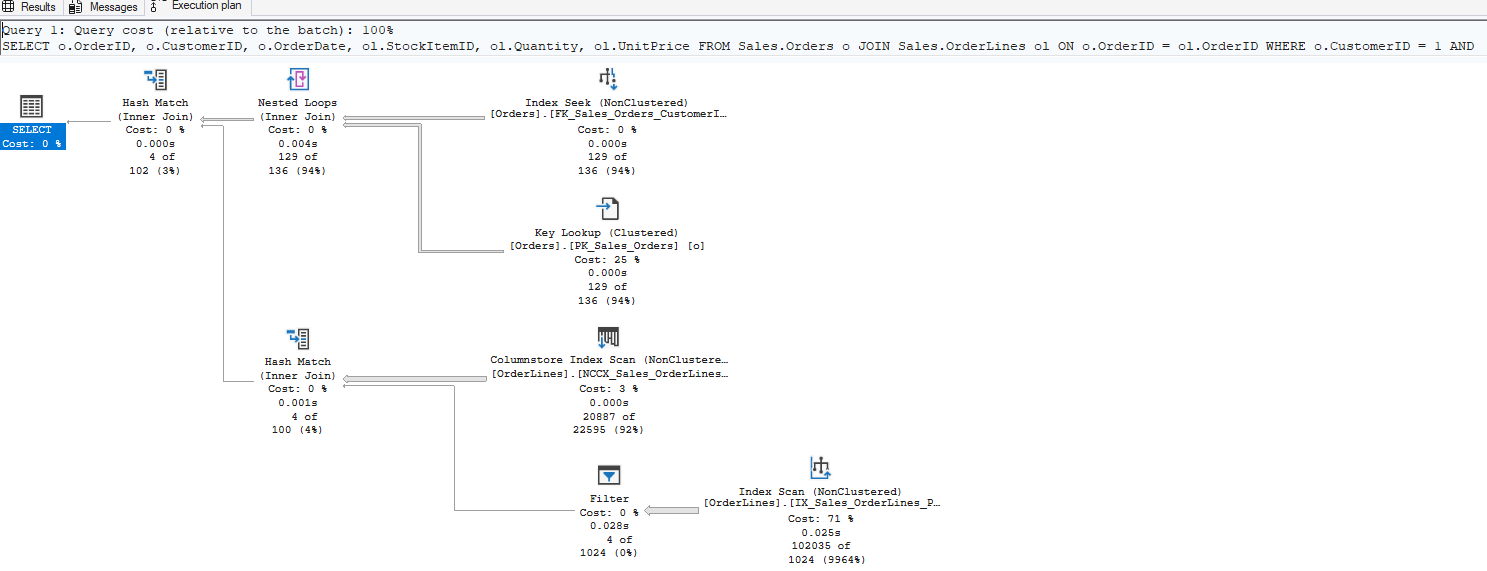 Results Messages Execution plan
Query 1: Query cost (relative to the batch): 100%
SELECT o.OrderID, o.CustomerID, o.OrderDate, ol.StockItemID, ol.Quantity, ol.UnitPrice FROM Sales.Orders o JOIN Sales.OrderLines ol ON o.OrderID = ol.OrderID WHERE o.CustomerID = 1 AND
SELECT
Cost: 0 %
Hash Match
(Inner Join)
Cost: 0 %
0.000s
4 of
102 (3%)
Nested Loops
(Inner Join)
Cost: 0 %
0.004s
129 of
136 (94%)
Index Seek (NonClustered)
[Orders].[FK_Sales_Orders_CustomerI…
Cost: 0 %
0.000s
129 of
136 (94%)
Key Lookup (Clustered)
[Orders].[PK_Sales_Orders] [o]
Cost: 25 %
0.000s
129 of
136 (94%)
Hash Match
(Inner Join)
Cost: 0 %
0.001s
4 of
100 (4%)
Columnstore Index Scan (NonClustere…
[OrderLines].[NCCX_Sales_OrderLines…
Cost: 3 %
0.000s
20887 of
22595 (92%)
Filter
Cost: 0 %
0.028s
4 of
1024 (0%)
Index Scan (NonClustered)
[OrderLines].[IX_Sales_OrderLines_P…
Cost: 71 %
0.025s
102035 of
1024 (9964%)